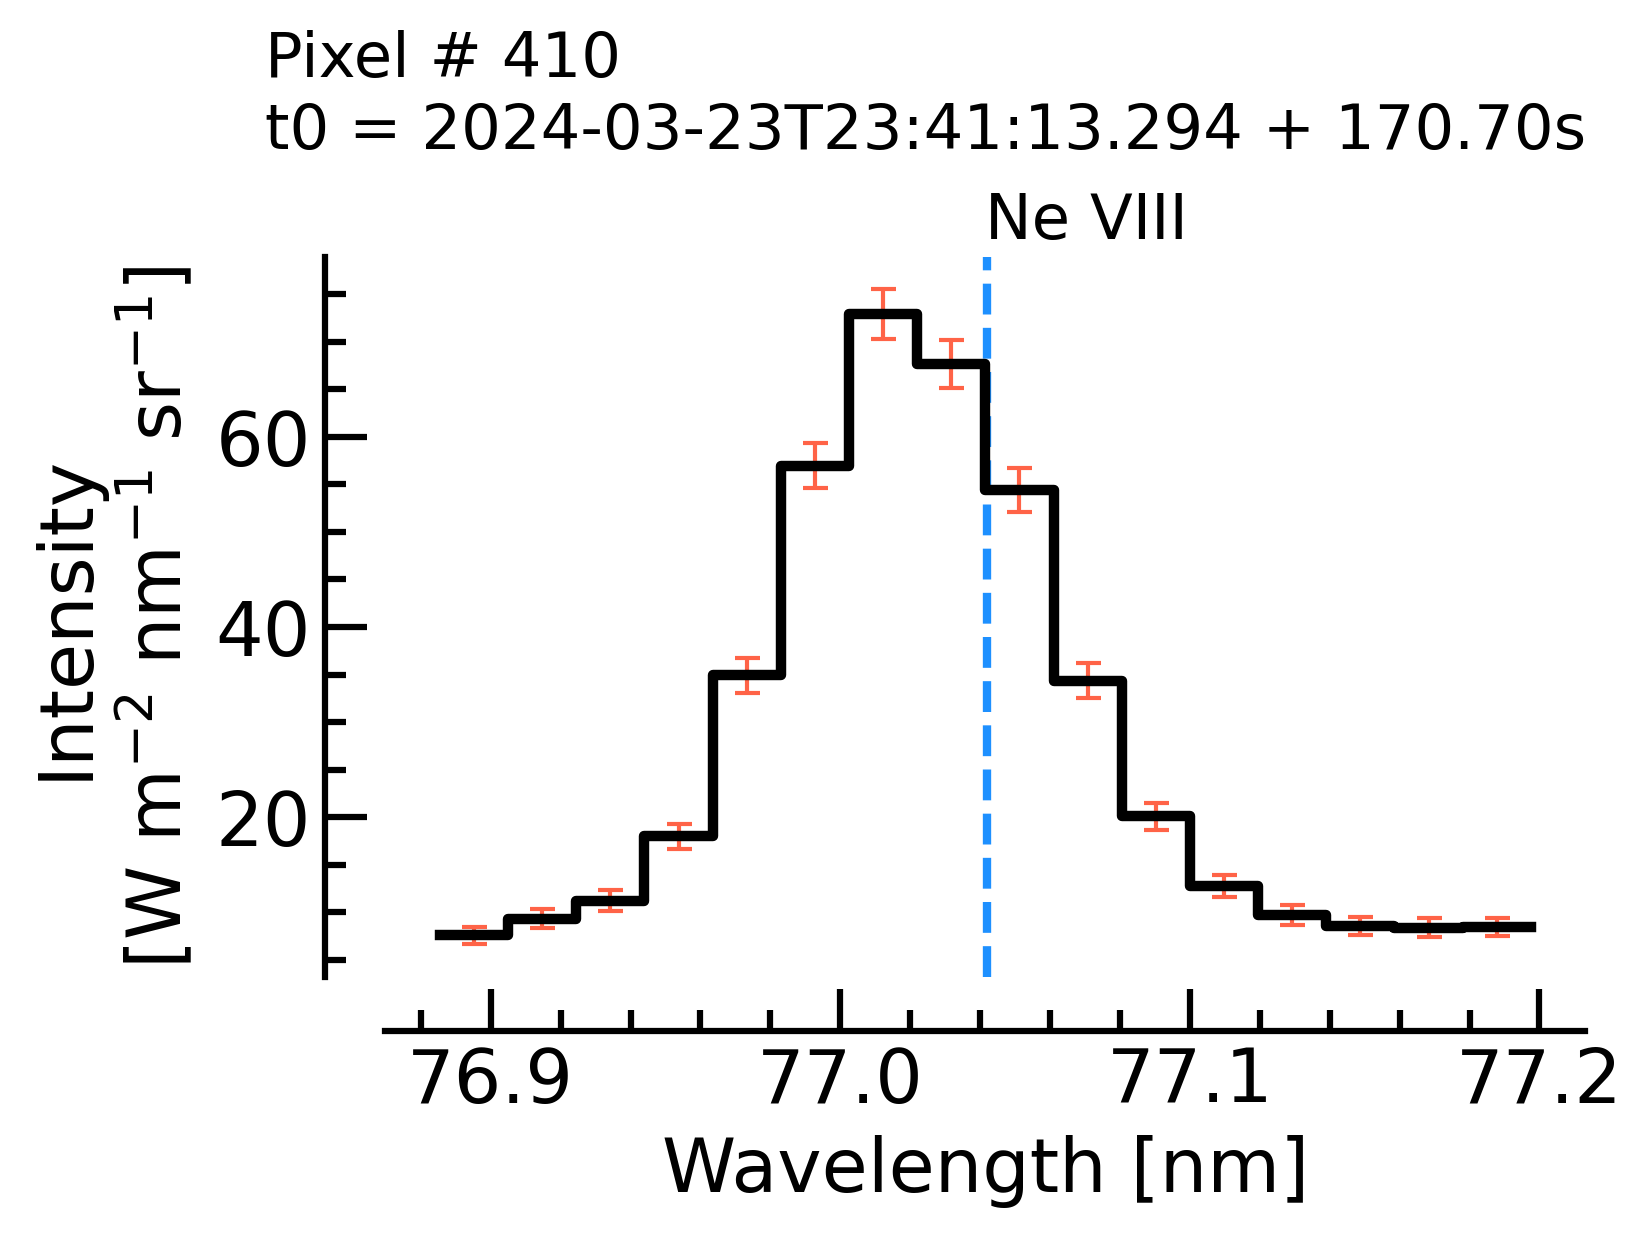 Pixel # 410
t0 = 2024-03-23T23:41:13.294 + 170.70s
Ne VIII
Intensity
[W m⁻² nm⁻¹ sr⁻¹]
60
40
20
76.9 77.0 77.1 77.2
Wavelength [nm]